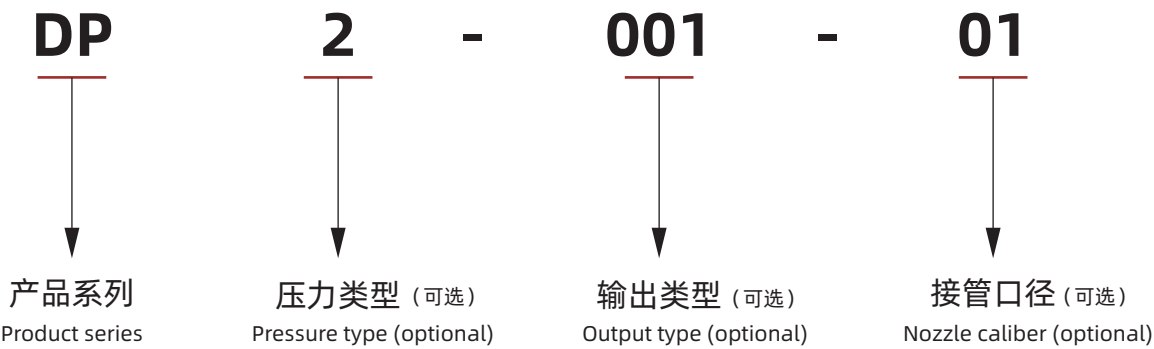 DP 2 - 001 - 01
产品系列 压力类型（可选） 输出类型（可选） 接管口径（可选）
Product series Pressure type (optional) Output type (optional) Nozzle caliber (optional)